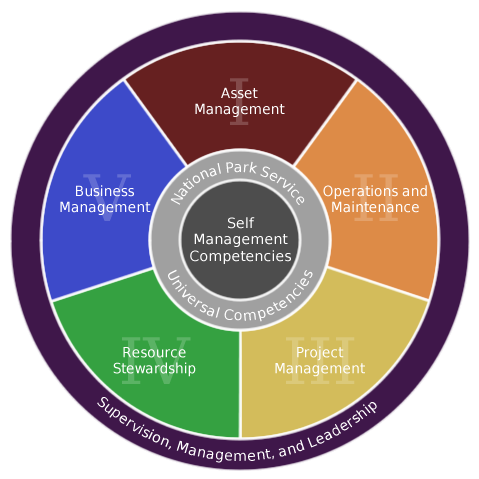 I
Asset
Management
II
Operations and
Maintenance
III
Project
Management
IV
Resource
Stewardship
V
Business
Management
National Park Service
Universal Competencies
Self
Management
Competencies
Supervision, Management, and Leadership